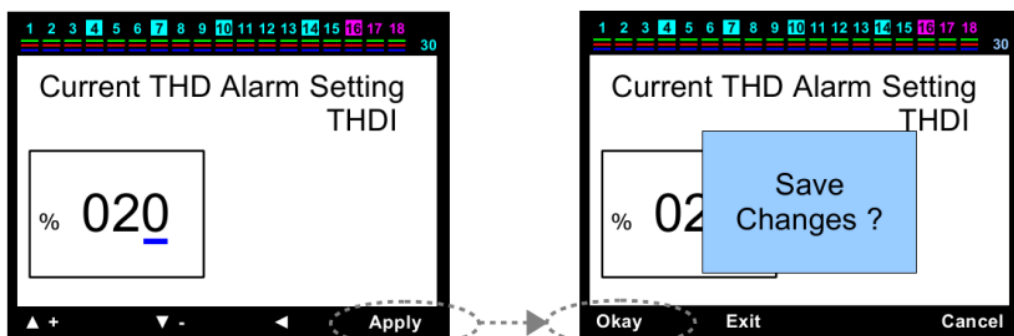 1 2 3 4 5 6 7 8 9 10 11 12 13 14 15 16 17 18
30
Current THD Alarm Setting
THDI
% 020
▲ + ▼ - ◄ Apply
1 2 3 4 5 6 7 8 9 10 11 12 13 14 15 16 17 18
30
Current THD Alarm Setting
THDI
% 02
Save
Changes ?
Okay Exit Cancel